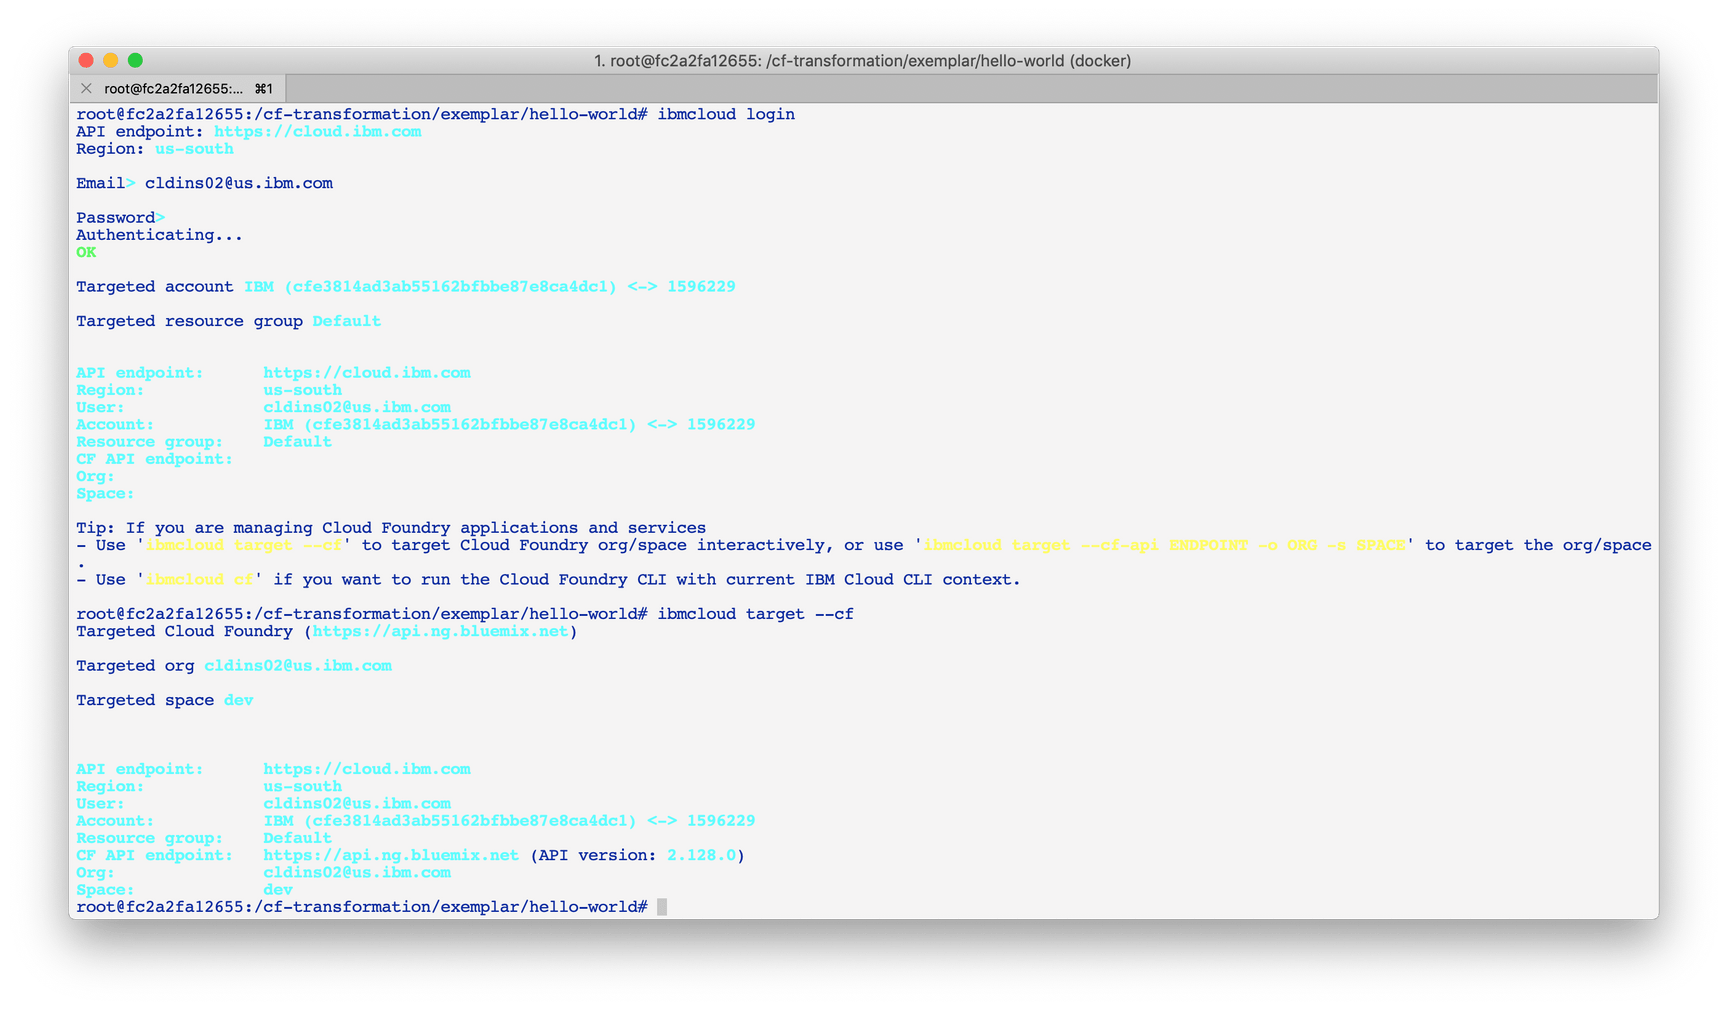 1. root@fc2a2fa12655: /cf-transformation/exemplar/hello-world (docker)
root@fc2a2fa12655:... ⌘1
root@fc2a2fa12655:/cf-transformation/exemplar/hello-world# ibmcloud login
API endpoint: https://cloud.ibm.com
Region: us-south
Email> cldins02@us.ibm.com
Password>
Authenticating...
OK
Targeted account IBM (cfe3814ad3ab55162bfbbe87e8ca4dc1) <-> 1596229
Targeted resource group Default
API endpoint:      https://cloud.ibm.com
Region:            us-south
User:              cldins02@us.ibm.com
Account:           IBM (cfe3814ad3ab55162bfbbe87e8ca4dc1) <-> 1596229
Resource group:    Default
CF API endpoint:
Org:
Space:
Tip: If you are managing Cloud Foundry applications and services
- Use 'ibmcloud target --cf' to target Cloud Foundry org/space interactively, or use 'ibmcloud target --cf-api ENDPOINT -o ORG -s SPACE' to target the org/space
.
- Use 'ibmcloud cf' if you want to run the Cloud Foundry CLI with current IBM Cloud CLI context.
root@fc2a2fa12655:/cf-transformation/exemplar/hello-world# ibmcloud target --cf
Targeted Cloud Foundry (https://api.ng.bluemix.net)
Targeted org cldins02@us.ibm.com
Targeted space dev
API endpoint:      https://cloud.ibm.com
Region:            us-south
User:              cldins02@us.ibm.com
Account:           IBM (cfe3814ad3ab55162bfbbe87e8ca4dc1) <-> 1596229
Resource group:    Default
CF API endpoint:   https://api.ng.bluemix.net (API version: 2.128.0)
Org:               cldins02@us.ibm.com
Space:             dev
root@fc2a2fa12655:/cf-transformation/exemplar/hello-world#